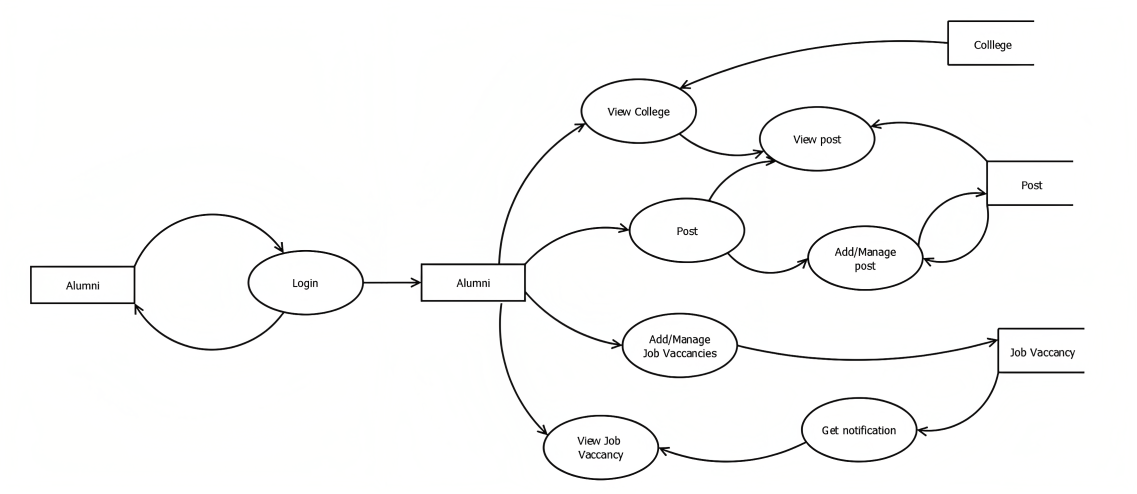 Colllege
View College
View post
Post
Post
Add/Manage
post
Alumni
Login
Alumni
Add/Manage
Job Vaccancies
Job Vaccancy
Get notification
View Job
Vaccancy